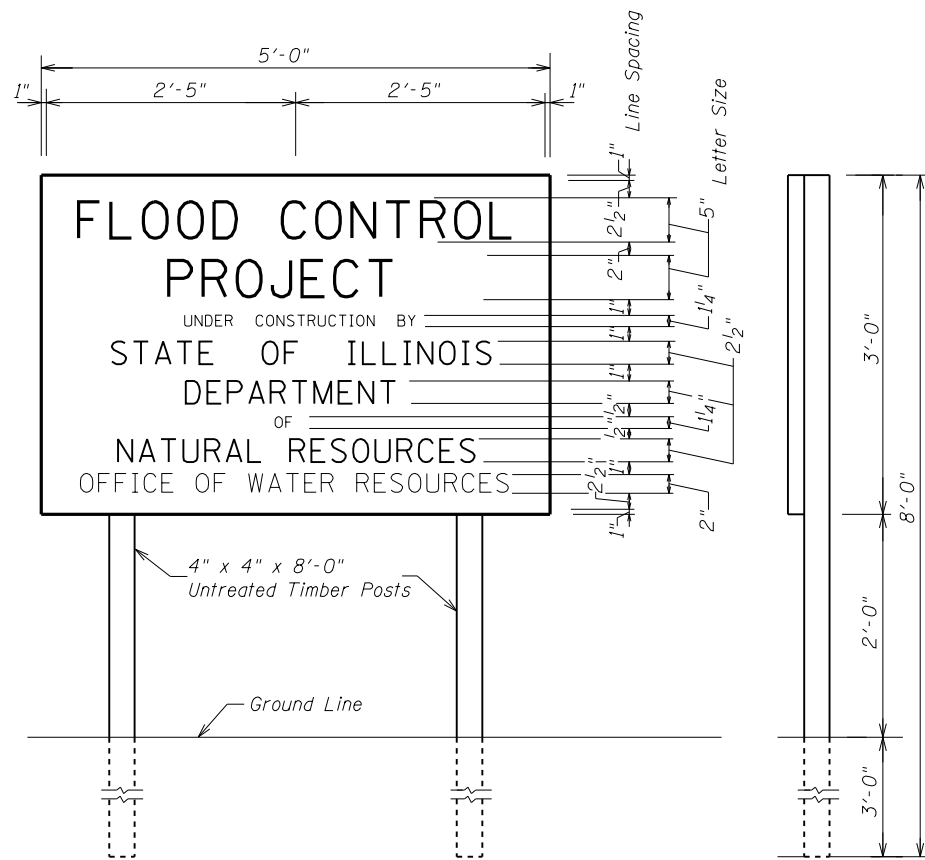 5'-0"
1" 2'-5" 2'-5" 1"
Line Spacing
Letter Size
FLOOD CONTROL
PROJECT
UNDER CONSTRUCTION BY
STATE OF ILLINOIS
DEPARTMENT
OF
NATURAL RESOURCES
OFFICE OF WATER RESOURCES
1"
2½"
2"
1"
1"
1"
½"
½"
1"
2½"
1"
5"
1¼"
2½"
1¼"
2"
3'-0"
8'-0"
2'-0"
3'-0"
4" x 4" x 8'-0"
Untreated Timber Posts
Ground Line